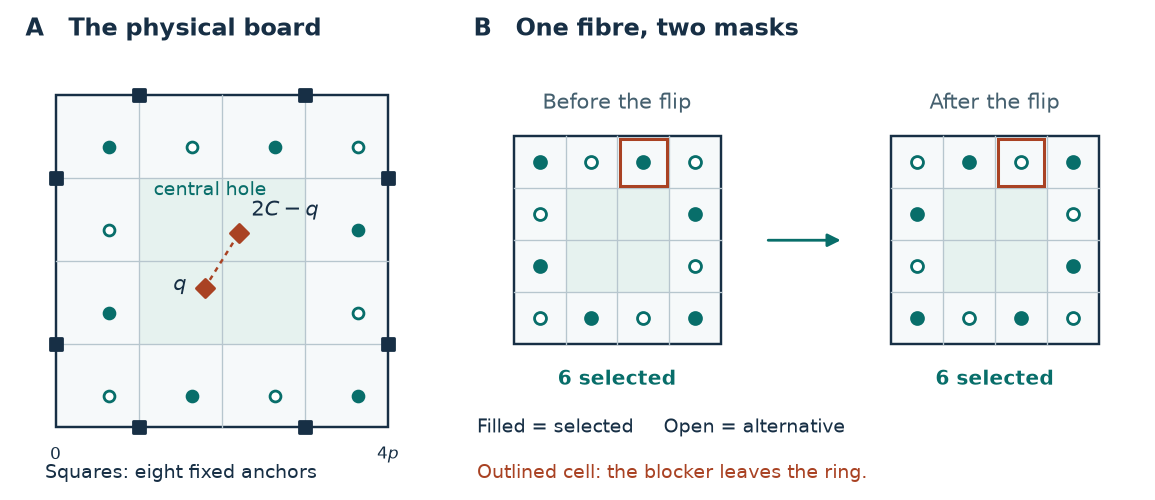 A The physical board
central hole
2C − q
q
0
4p
Squares: eight fixed anchors
B One fibre, two masks
Before the flip
After the flip
6 selected
6 selected
Filled = selected Open = alternative
Outlined cell: the blocker leaves the ring.